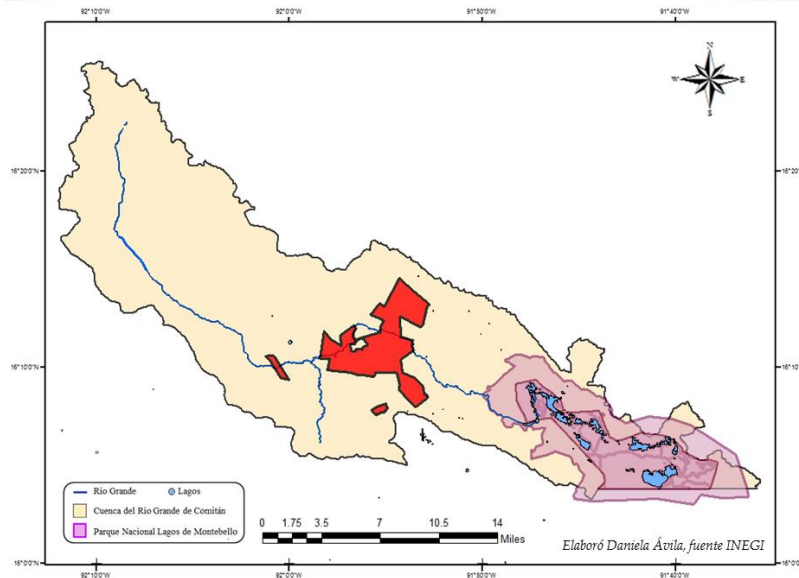 92°10'0"W 92°0'0"W 91°50'0"W 91°40'0"W
N
W E
S
16°20'0"N 16°20'0"
16°10'0"N 16°10'0"
Rio Grande Lagos
Cuenca del Rio Grande de Comitán
Parque Nacional Lagos de Montebello
0 1.75 3.5 7 10.5 14
Miles
Elaboró Daniela Ávila, fuente INEGI
16°0'0"N 16°0'0"
92°10'0"W 92°0'0"W 91°50'0"W 91°40'0"W